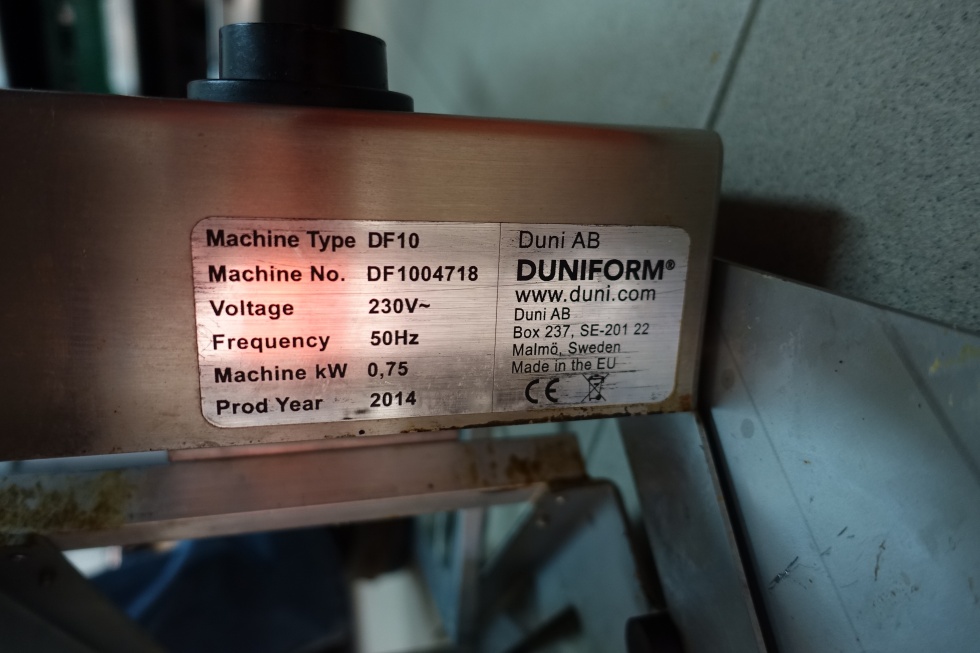 Machine Type DF10
Machine No. DF1004718
Voltage 230V~
Frequency 50Hz
Machine kW 0,75
Prod Year 2014
Duni AB
DUNIFORM®
www.duni.com
Duni AB
Box 237, SE-201 22
Malmö, Sweden
Made in the EU
CE